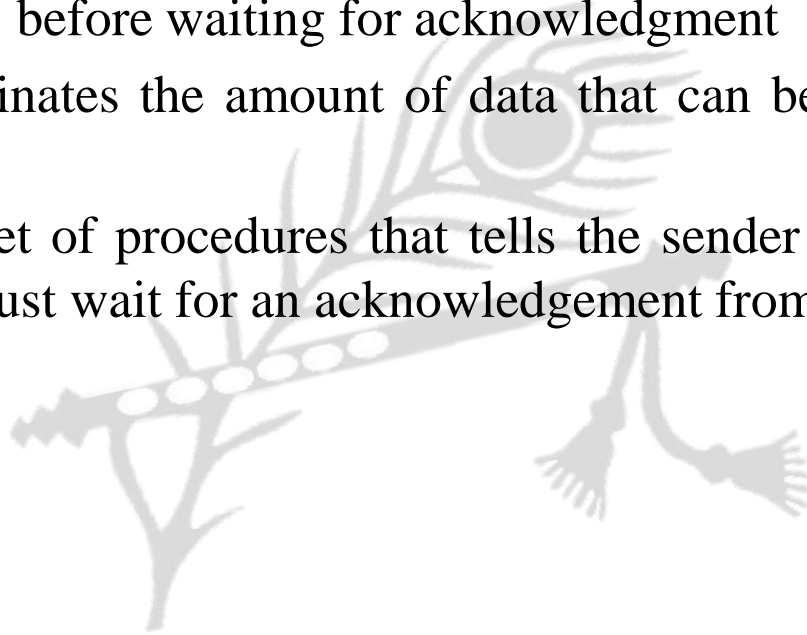 before waiting for acknowledgment
inates the amount of data that can be
et of procedures that tells the sender
ust wait for an acknowledgement from